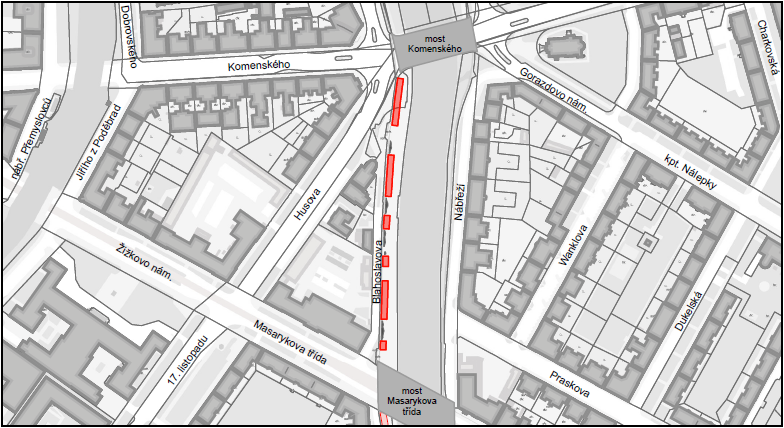 Dobrovského
most
Komenského
Charkovská
Komenského
Gorazdovo nám.
nábř. Přemyslovců
Jiřího z Poděbrad
kpt. Nálepky
Husova
Nábřeží
Wanklova
Žižkovo nám.
Blahoslavova
Dukelská
Masarykova třída
17. listopadu
Praskova
most
Masarykova
třída